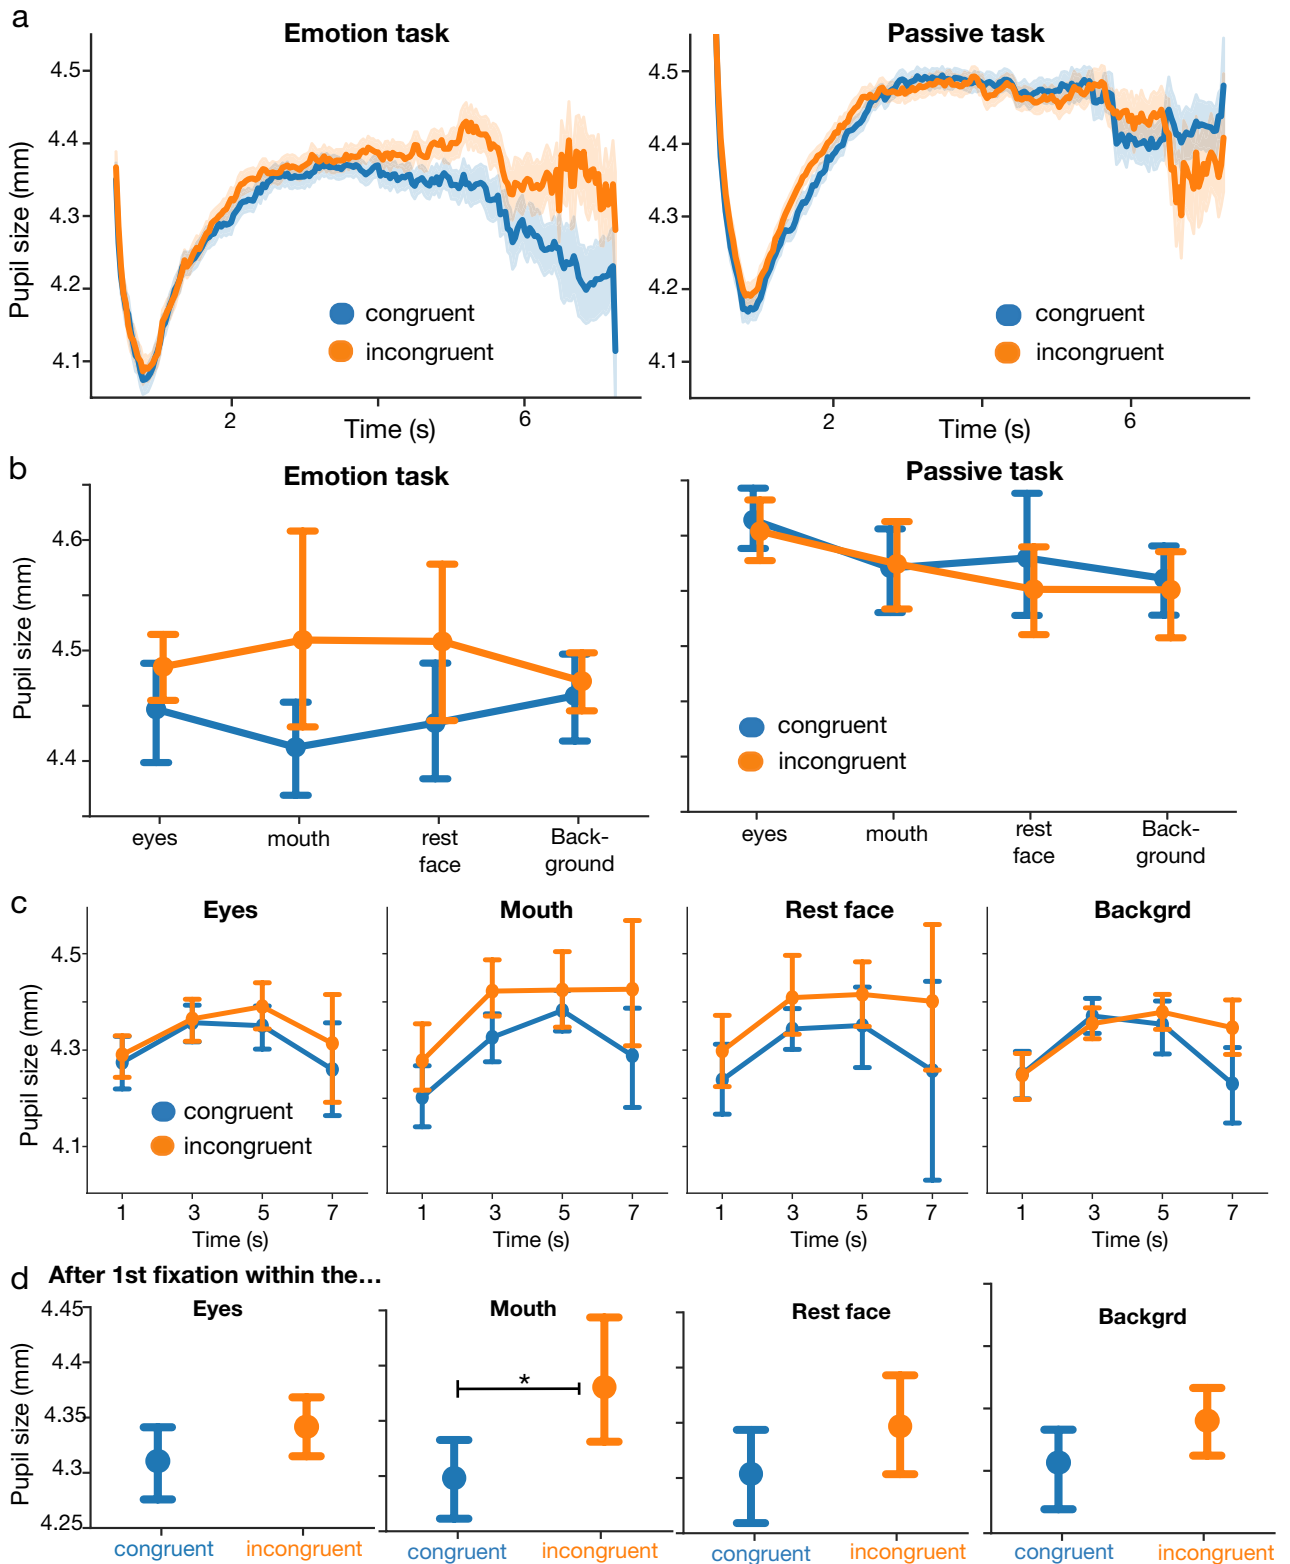 a
Emotion task
Passive task
Pupil size (mm)
4.5
4.4
4.3
4.2
4.1
congruent
incongruent
2
6
Time (s)
4.5
4.4
4.3
4.2
4.1
congruent
incongruent
2
6
Time (s)
b
Emotion task
Passive task
Pupil size (mm)
4.6
4.5
4.4
eyes
mouth
rest
face
Back-
ground
congruent
incongruent
eyes
mouth
rest
face
Back-
ground
c
Eyes
Mouth
Rest face
Backgrd
Pupil size (mm)
4.5
4.3
4.1
congruent
incongruent
1 3 5 7
Time (s)
1 3 5 7
Time (s)
1 3 5 7
Time (s)
1 3 5 7
Time (s)
d
After 1st fixation within the...
Eyes
Mouth
Rest face
Backgrd
Pupil size (mm)
4.45
4.4
4.35
4.3
4.25
*
congruent incongruent
congruent incongruent
congruent incongruent
congruent incongruent